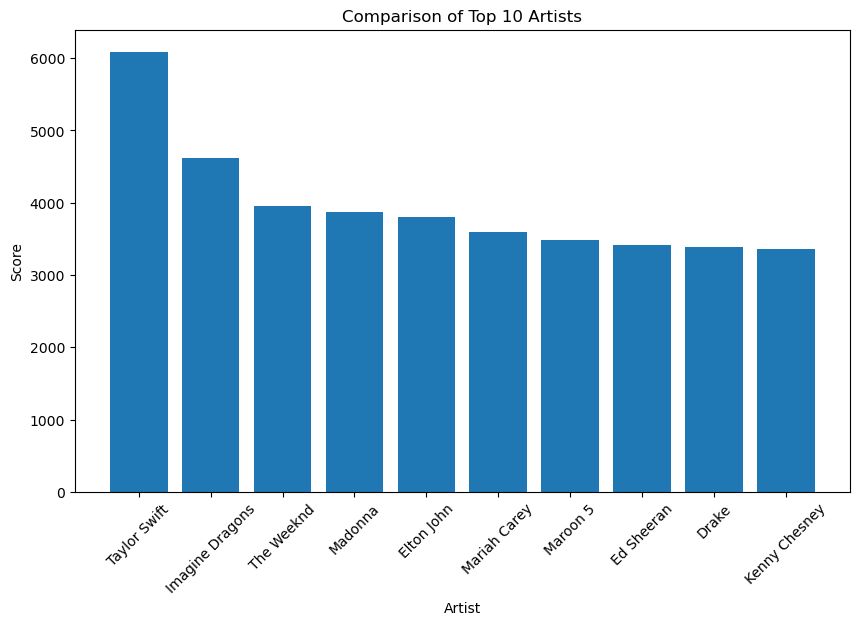 Comparison of Top 10 Artists
6000
5000
4000
3000
2000
1000
0
Score
Taylor Swift
Imagine Dragons
The Weeknd
Madonna
Elton John
Mariah Carey
Maroon 5
Ed Sheeran
Drake
Kenny Chesney
Artist